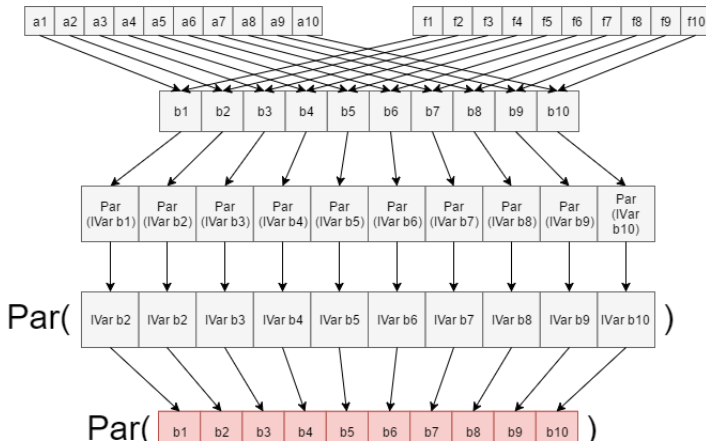 a1 a2 a3 a4 a5 a6 a7 a8 a9 a10 f1 f2 f3 f4 f5 f6 f7 f8 f9 f10
b1 b2 b3 b4 b5 b6 b7 b8 b9 b10
Par (IVar b1) Par (IVar b2) Par (IVar b3) Par (IVar b4) Par (IVar b5) Par (IVar b6) Par (IVar b7) Par (IVar b8) Par (IVar b9) Par (IVar b10)
Par( IVar b2 IVar b2 IVar b3 IVar b4 IVar b5 IVar b6 IVar b7 IVar b8 IVar b9 IVar b10 )
Par( b1 b2 b3 b4 b5 b6 b7 b8 b9 b10 )